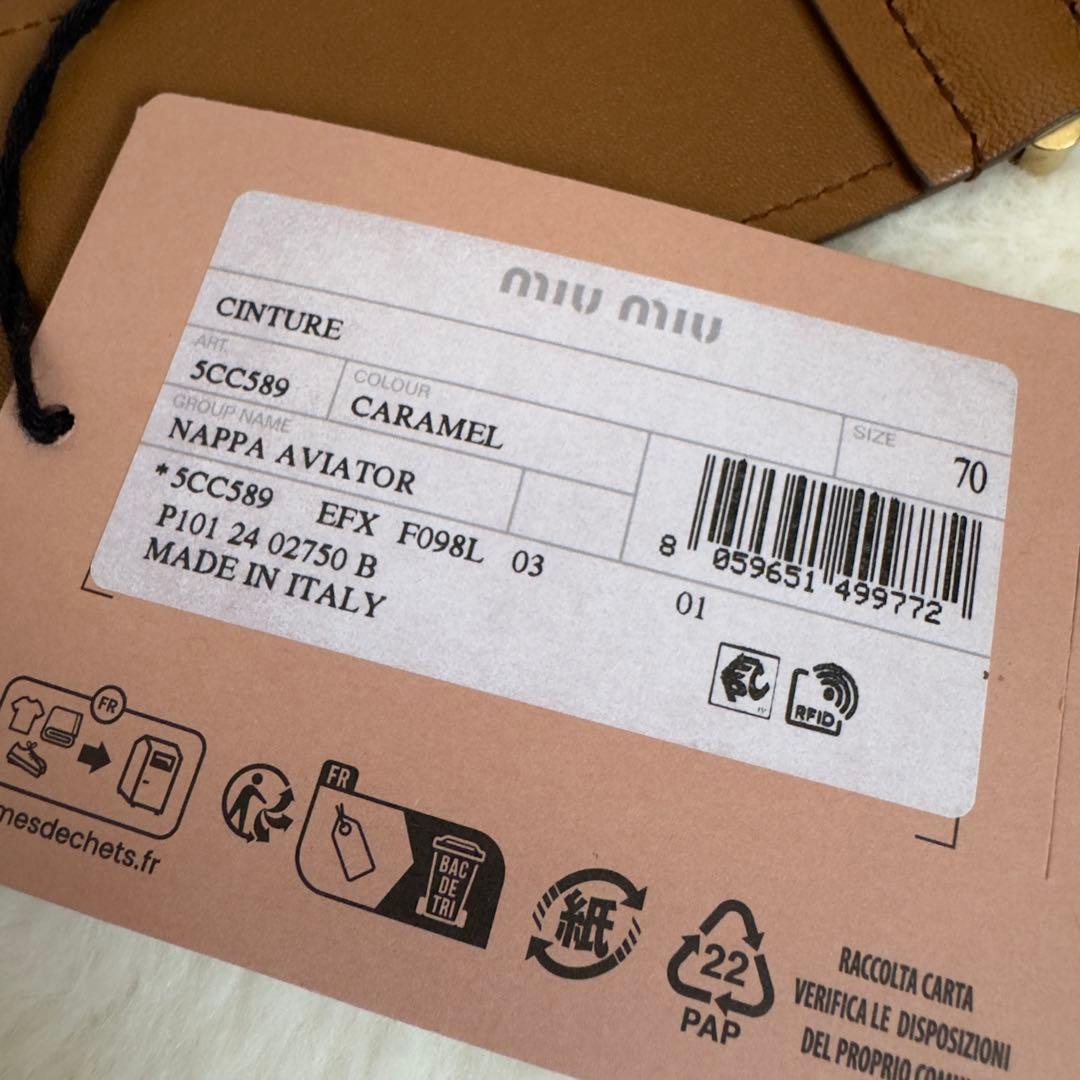 miu miu
CINTURE
ART.
5CC589
COLOUR
CARAMEL
SIZE
70
GROUP NAME
NAPPA AVIATOR
*5CC589 EFX F098L 03
P101 24 02750 B
MADE IN ITALY
8 059651 499772
01
RFID
FR
mesdechets.fr
FR
BAC
DE
TRI
紙
22
PAP
RACCOLTA CARTA
VERIFICA LE DISPOSIZIONI
DEL PROPRIO